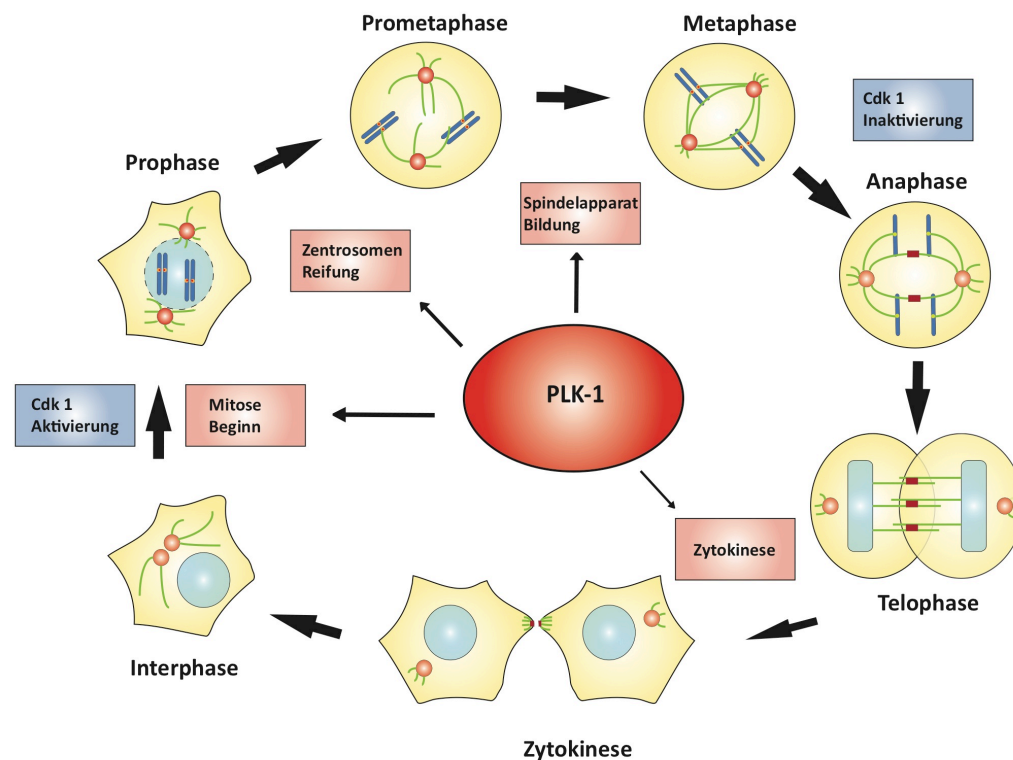 Prometaphase
Metaphase
Cdk 1
Inaktivierung
Prophase
Anaphase
Spindelapparat
Bildung
Zentrosomen
Reifung
PLK-1
Cdk 1
Aktivierung
Mitose
Beginn
Zytokinese
Telophase
Interphase
Zytokinese